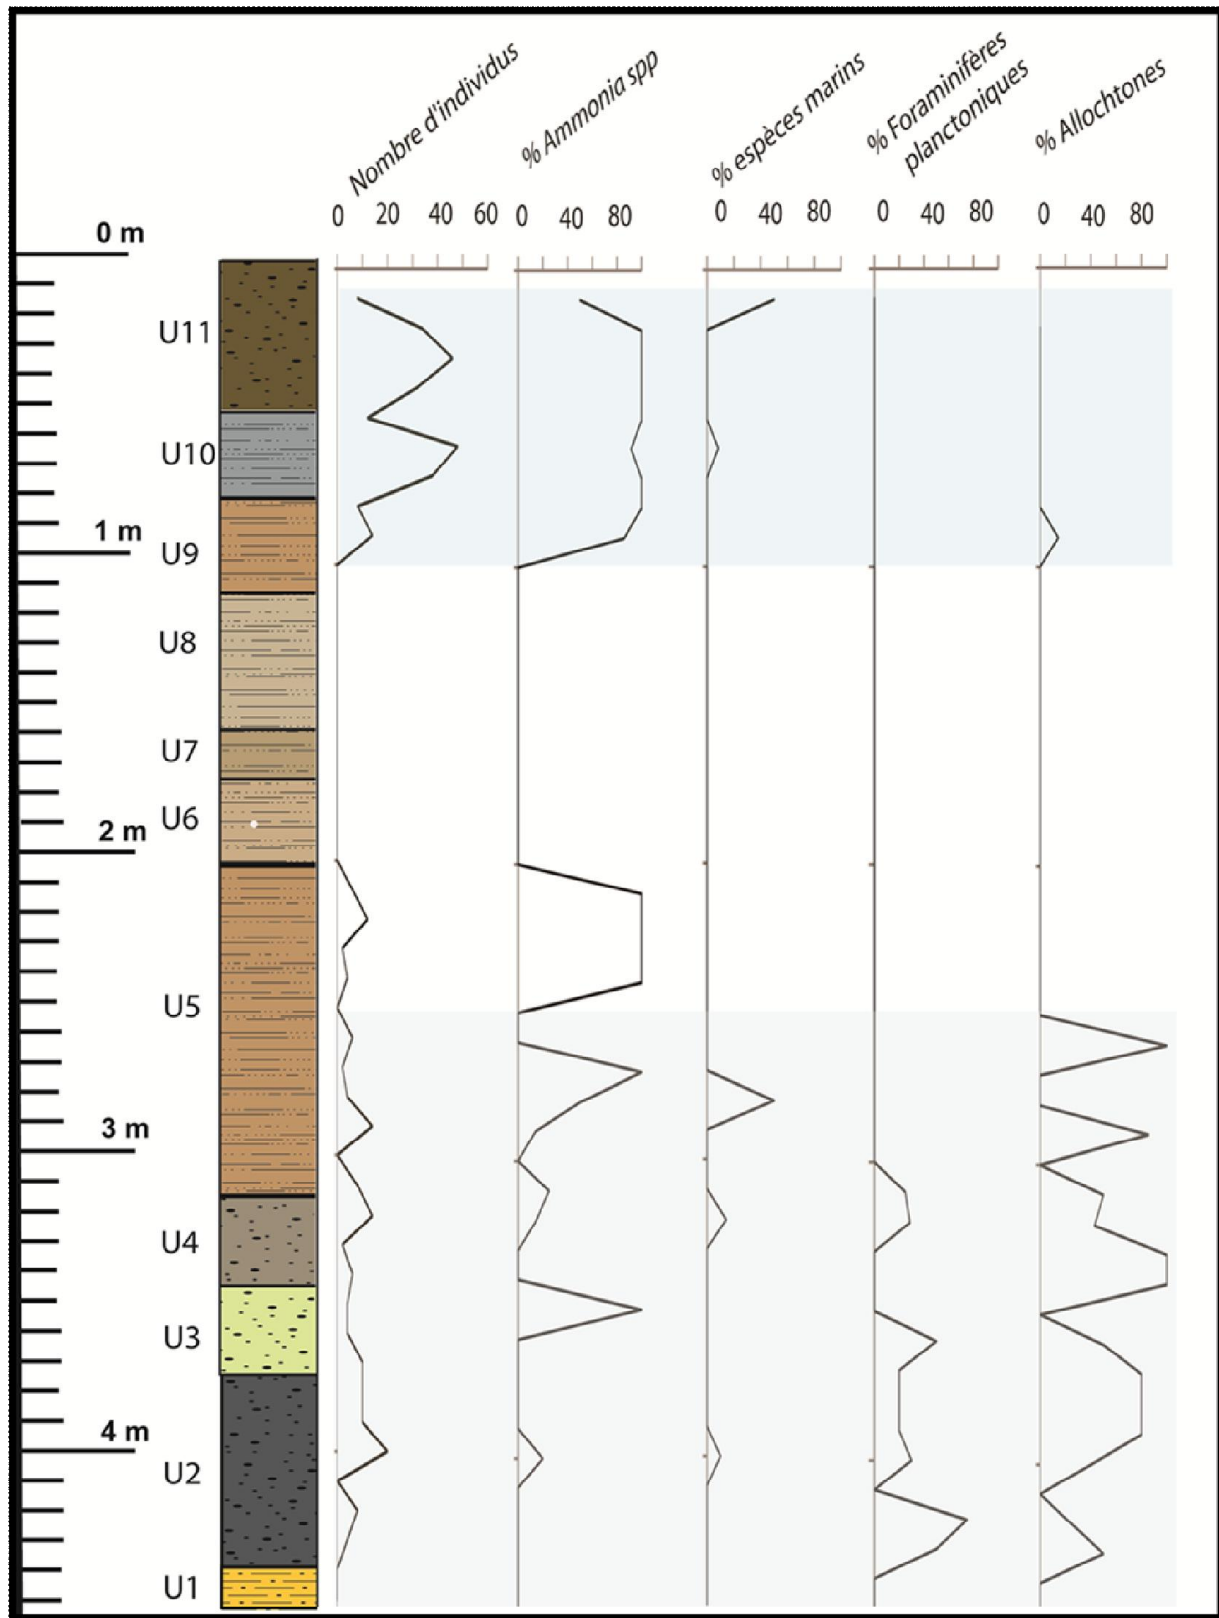 Nombre d'individus
% Ammonia spp
% espèces marins
% Foraminifères
planctoniques
% Allochtones
0 20 40 60
0 40 80
0 40 80
0 40 80
0 40 80
0 m
U11
U10
1 m
U9
U8
U7
U6
2 m
U5
3 m
U4
U3
4 m
U2
U1